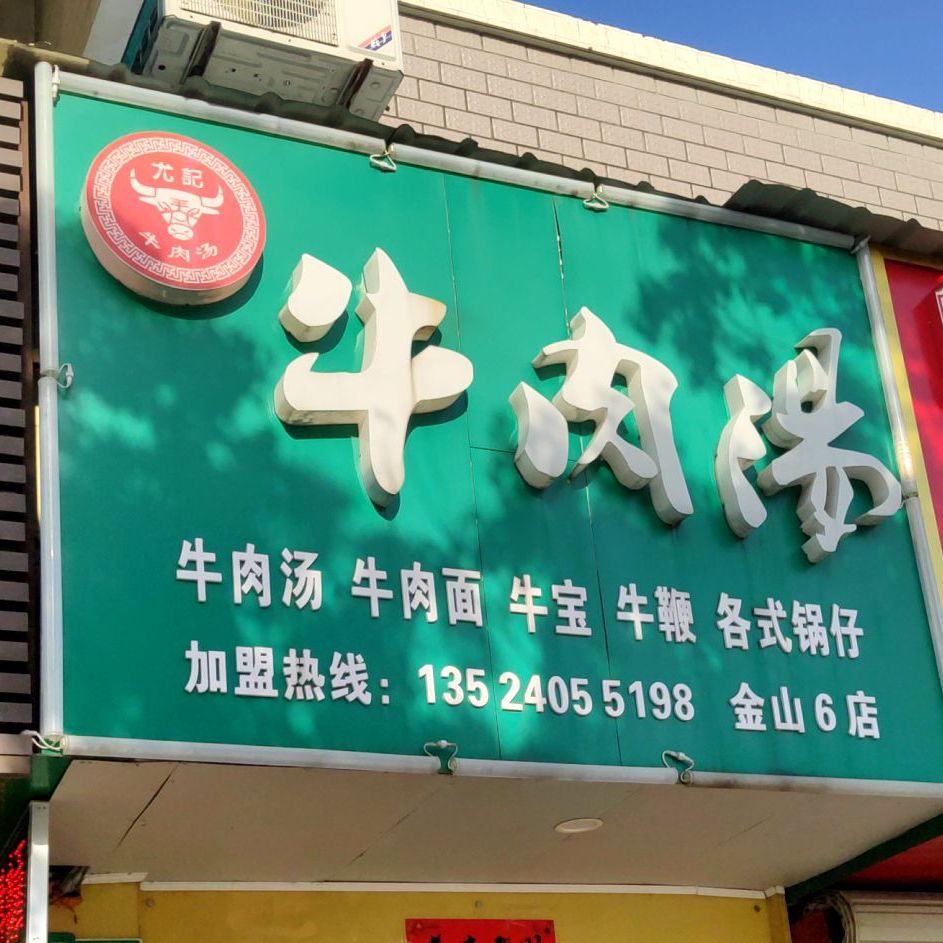 尤記
牛肉汤
牛肉湯
牛肉汤 牛肉面 牛宝 牛鞭 各式锅仔
加盟热线：135 2405 5198 金山6店